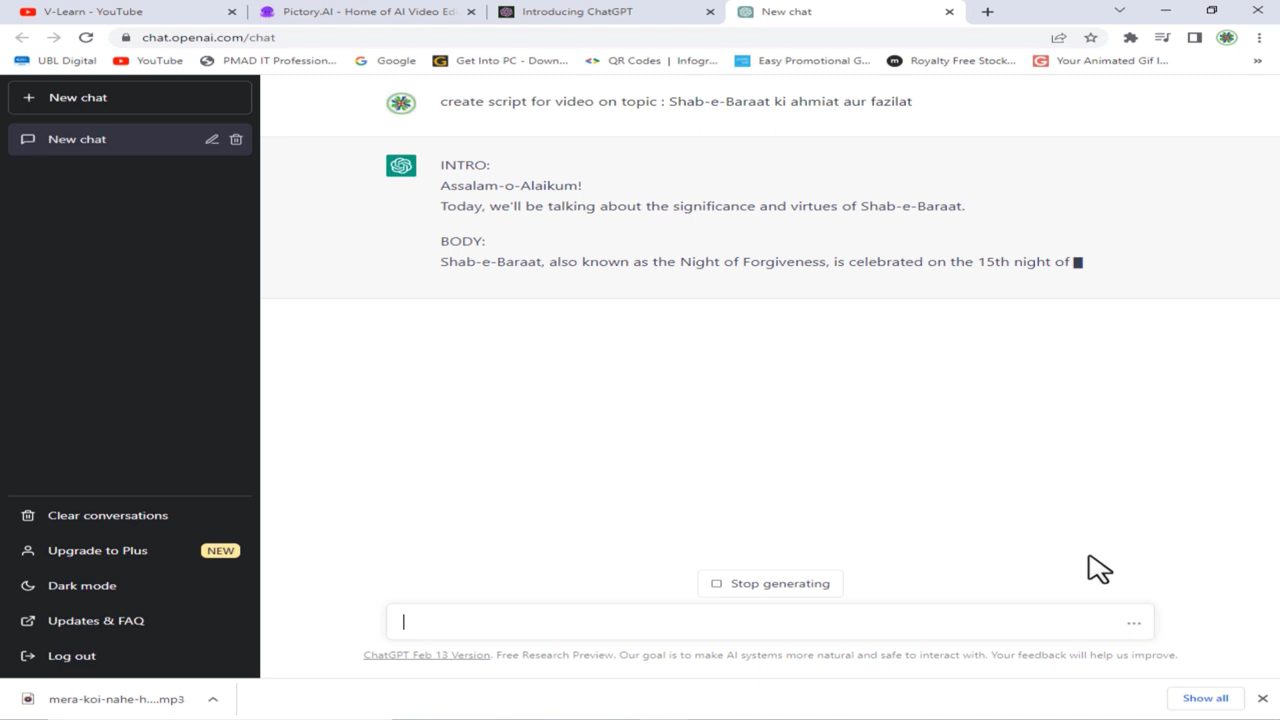 V-Learn - YouTube
Pictory.AI - Home of AI Video Edi
Introducing ChatGPT
New chat
chat.openai.com/chat
UBL Digital
YouTube
PMAD IT Profession...
Google
Get Into PC - Down...
QR Codes | Infogr...
Easy Promotional G...
Royalty Free Stock...
Your Animated Gif I...
New chat
New chat
create script for video on topic : Shab-e-Baraat ki ahmiat aur fazilat
INTRO:
Assalam-o-Alaikum!
Today, we'll be talking about the significance and virtues of Shab-e-Baraat.
BODY:
Shab-e-Baraat, also known as the Night of Forgiveness, is celebrated on the 15th night of
Clear conversations
Upgrade to Plus
NEW
Dark mode
Updates & FAQ
Log out
Stop generating
ChatGPT Feb 13 Version. Free Research Preview. Our goal is to make AI systems more natural and safe to interact with. Your feedback will help us improve.
mera-koi-nahe-h....mp3
Show all